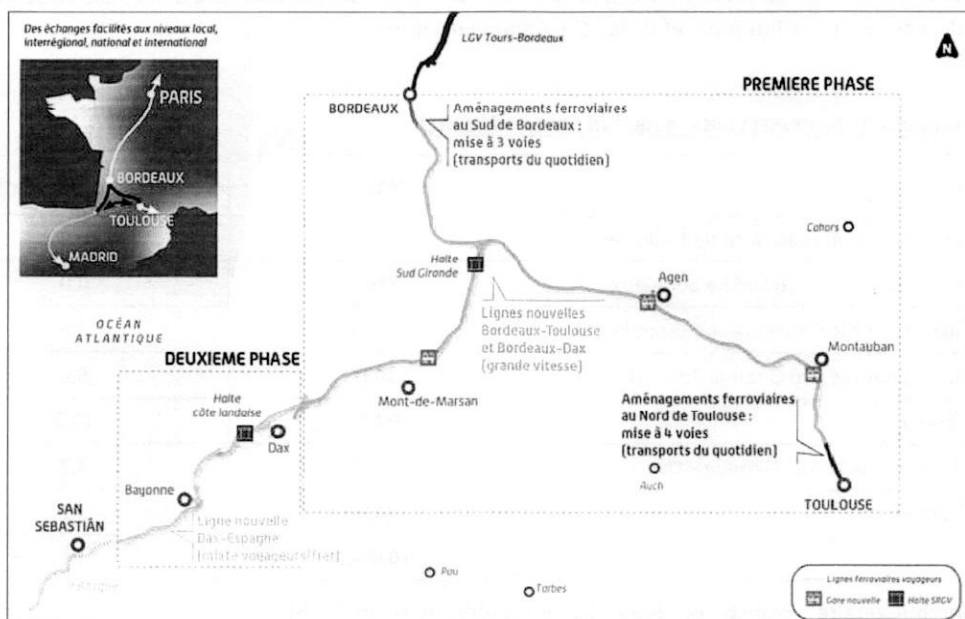 Des échanges facilités aux niveaux local,
interrégional, national et international
PARIS
BORDEAUX
TOULOUSE
MADRID
LGV Tours-Bordeaux
N
PREMIERE PHASE
BORDEAUX
Aménagements ferroviaires
au Sud de Bordeaux :
mise à 3 voies
(transports du quotidien)
Cahors
Halte
Sud Gironde
Agen
Lignes nouvelles
Bordeaux-Toulouse
et Bordeaux-Dax
(grande vitesse)
OCÉAN
ATLANTIQUE
DEUXIEME PHASE
Montauban
Mont-de-Marsan
Halte
côte landaise
Dax
Aménagements ferroviaires
au Nord de Toulouse :
mise à 4 voies
(transports du quotidien)
Auch
TOULOUSE
Bayonne
SAN
SEBASTIÁN
Ligne nouvelle
Dax-Espagne
(mixte voyageurs/fret)
Pau
Tarbes
Lignes ferroviaires voyageurs
Gare nouvelle
Halte SRGV